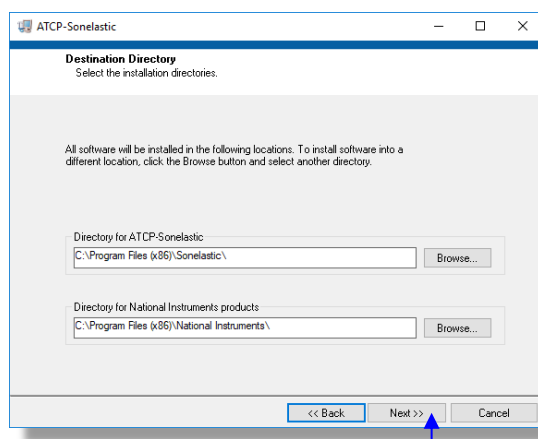 ATCP-Sonelastic
Destination Directory
Select the installation directories.
All software will be installed in the following locations. To install software into a
different location, click the Browse button and select another directory.
Directory for ATCP-Sonelastic
C:\Program Files (x86)\Sonelastic\
Browse...
Directory for National Instruments products
C:\Program Files (x86)\National Instruments\
Browse...
<< Back
Next >>
Cancel